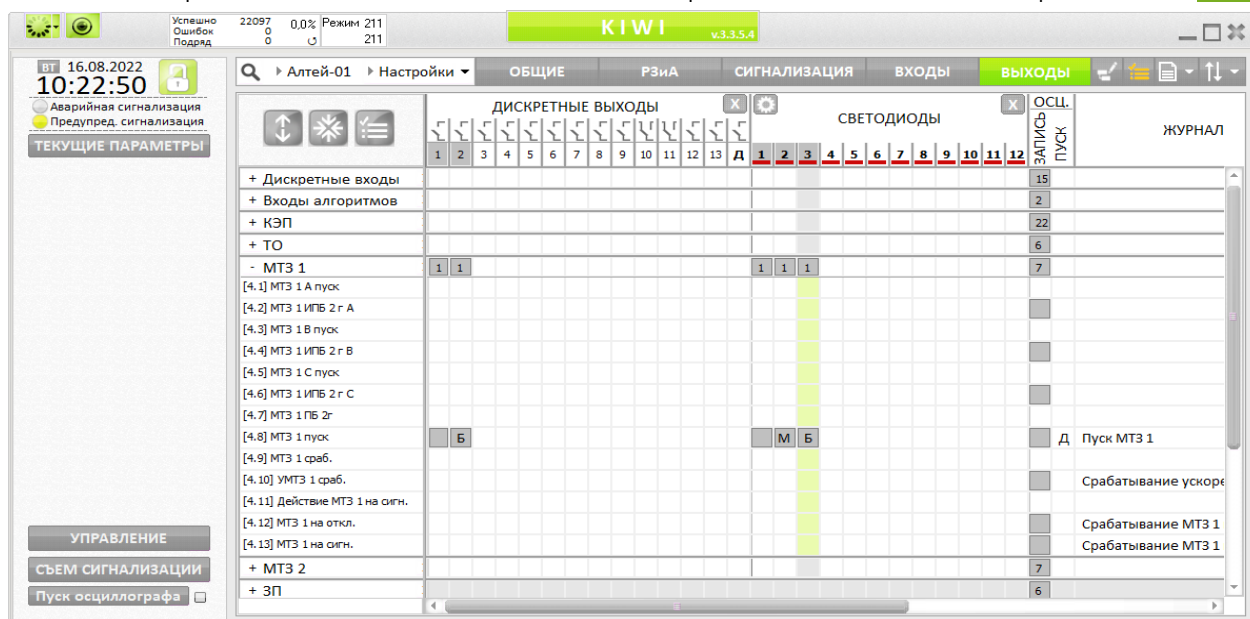 Успешно 22097 0,0% Режим 211
Ошибок 0
Подряд 0 211
KIWI v.3.3.5.4
ВТ 16.08.2022
10:22:50
Аварийная сигнализация
Предупред. сигнализация
ТЕКУЩИЕ ПАРАМЕТРЫ
УПРАВЛЕНИЕ
СЪЕМ СИГНАЛИЗАЦИИ
Пуск осциллографа
Алтей-01 Настройки ОБЩИЕ РЗиА СИГНАЛИЗАЦИЯ ВХОДЫ ВЫХОДЫ
ДИСКРЕТНЫЕ ВЫХОДЫ X СВЕТОДИОДЫ X ОСЦ. ЖУРНАЛ
ЗАПИСЬ ПУСК
1 2 3 4 5 6 7 8 9 10 11 12 13 Д 1 2 3 4 5 6 7 8 9 10 11 12
+ Дискретные входы 15
+ Входы алгоритмов 2
+ КЭП 22
+ ТО 6
- МТЗ 1 1 1 1 1 1 7
[4.1] МТЗ 1 А пуск
[4.2] МТЗ 1 ИПБ 2 г А
[4.3] МТЗ 1 В пуск
[4.4] МТЗ 1 ИПБ 2 г В
[4.5] МТЗ 1 С пуск
[4.6] МТЗ 1 ИПБ 2 г С
[4.7] МТЗ 1 ПБ 2г
[4.8] МТЗ 1 пуск Б М Б Д Пуск МТЗ 1
[4.9] МТЗ 1 сраб.
[4.10] УМТЗ 1 сраб. Срабатывание ускоре
[4.11] Действие МТЗ 1 на сигн.
[4.12] МТЗ 1 на откл. Срабатывание МТЗ 1
[4.13] МТЗ 1 на сигн. Срабатывание МТЗ 1
+ МТЗ 2 7
+ ЗП 6